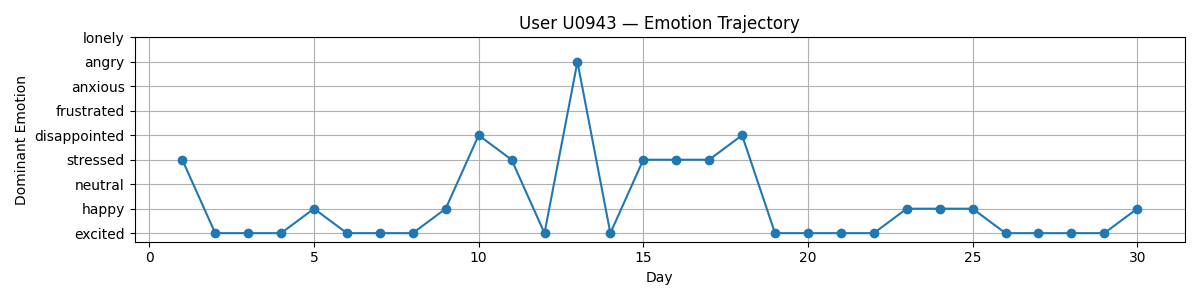 User U0943 — Emotion Trajectory
Dominant Emotion
lonely
angry
anxious
frustrated
disappointed
stressed
neutral
happy
excited
0 5 10 15 20 25 30
Day